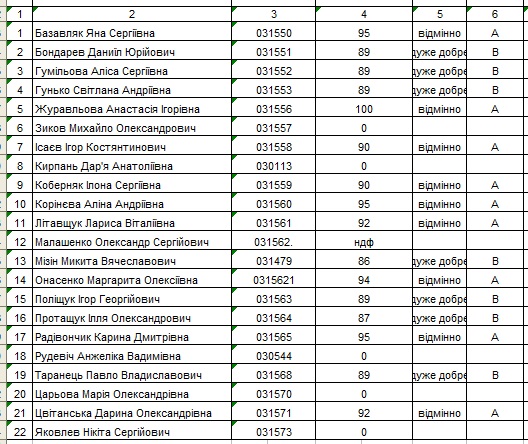 1 2 3 4 5 6
1 Базавляк Яна Сергіївна 031550 95 відмінно А
2 Бондарев Даниїл Юрійович 031551 89 дуже добре В
3 Гумільова Аліса Сергіївна 031552 89 дуже добре В
4 Гунько Світлана Андріївна 031553 89 дуже добре В
5 Журавльова Анастасія Ігорівна 031556 100 відмінно А
6 Зиков Михайло Олександрович 031557 0
7 Ісаєв Ігор Костянтинович 031558 90 відмінно А
8 Кирпань Дар'я Анатоліївна 030113 0
9 Коберняк Ілона Сергіївна 031559 90 відмінно А
10 Корінєва Аліна Андріївна 031560 95 відмінно А
11 Літавщук Лариса Віталіївна 031561 92 відмінно А
12 Малашенко Олександр Сергійович 031562. ндф
13 Мізін Микита Вячеславович 031479 86 дуже добре В
14 Онасенко Маргарита Олексіївна 0315621 94 відмінно А
15 Поліщук Ігор Георгійович 031563 89 дуже добре В
16 Протащук Ілля Олександрович 031564 87 дуже добре В
17 Радівончик Карина Дмитрівна 031565 95 відмінно А
18 Рудевіч Анжеліка Вадимівна 030544 0
19 Таранець Павло Владиславович 031568 89 дуже добре В
20 Царьова Марія Олександрівна 031570 0
21 Цвітанська Дарина Олександрівна 031571 92 відмінно А
22 Яковлев Нікіта Сергійович 031573 0